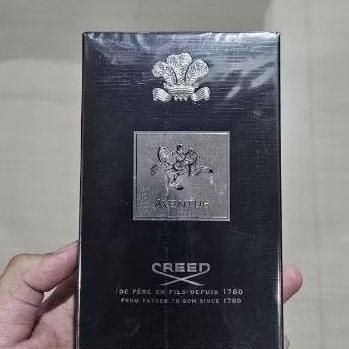 AVENTUS
CREED
DE PÈRE EN FILS DEPUIS 1760
FROM FATHER TO SON SINCE 1760